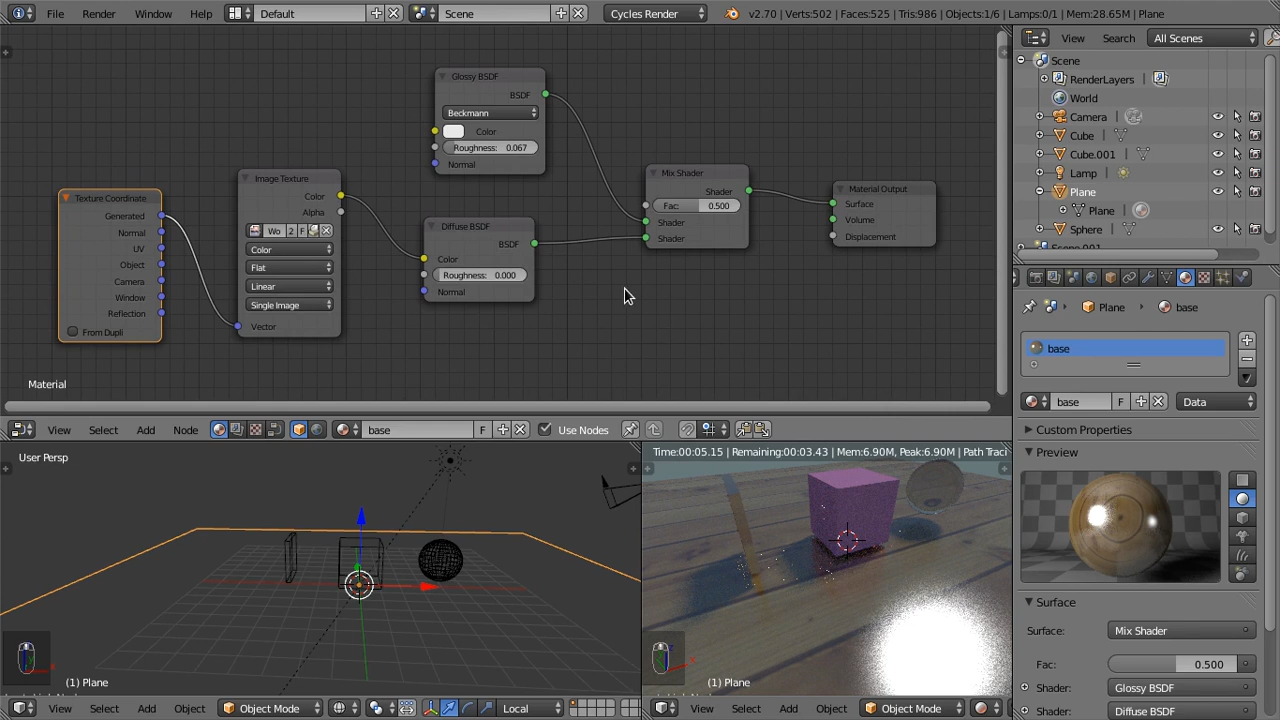 File Render Window Help Default Scene Cycles Render v2.70 | Verts:502 | Faces:525 | Tris:986 | Objects:1/6 | Lamps:0/1 | Mem:28.65M | Plane
View Search All Scenes
Scene
RenderLayers
World
Camera
Cube
Cube.001
Lamp
Plane
Plane
Sphere
Scene.001
Glossy BSDF
BSDF
Beckmann
Color
Roughness: 0.067
Normal
Texture Coordinate
Generated
Normal
UV
Object
Camera
Window
Reflection
From Dupli
Image Texture
Color
Alpha
Wo 2 F
Color
Flat
Linear
Single Image
Vector
Diffuse BSDF
BSDF
Color
Roughness: 0.000
Normal
Mix Shader
Shader
Fac: 0.500
Shader
Shader
Material Output
Surface
Volume
Displacement
Material
View Select Add Node base F Use Nodes
Plane base
base
base F Data
Custom Properties
Preview
Surface
Surface: Mix Shader
Fac: 0.500
Shader: Glossy BSDF
Shader: Diffuse BSDF
User Persp
(1) Plane
View Select Add Object Object Mode Local
Time:00:05.15 | Remaining:00:03.43 | Mem:6.90M, Peak:6.90M | Path Traci
(1) Plane
View Select Add Object Object Mode